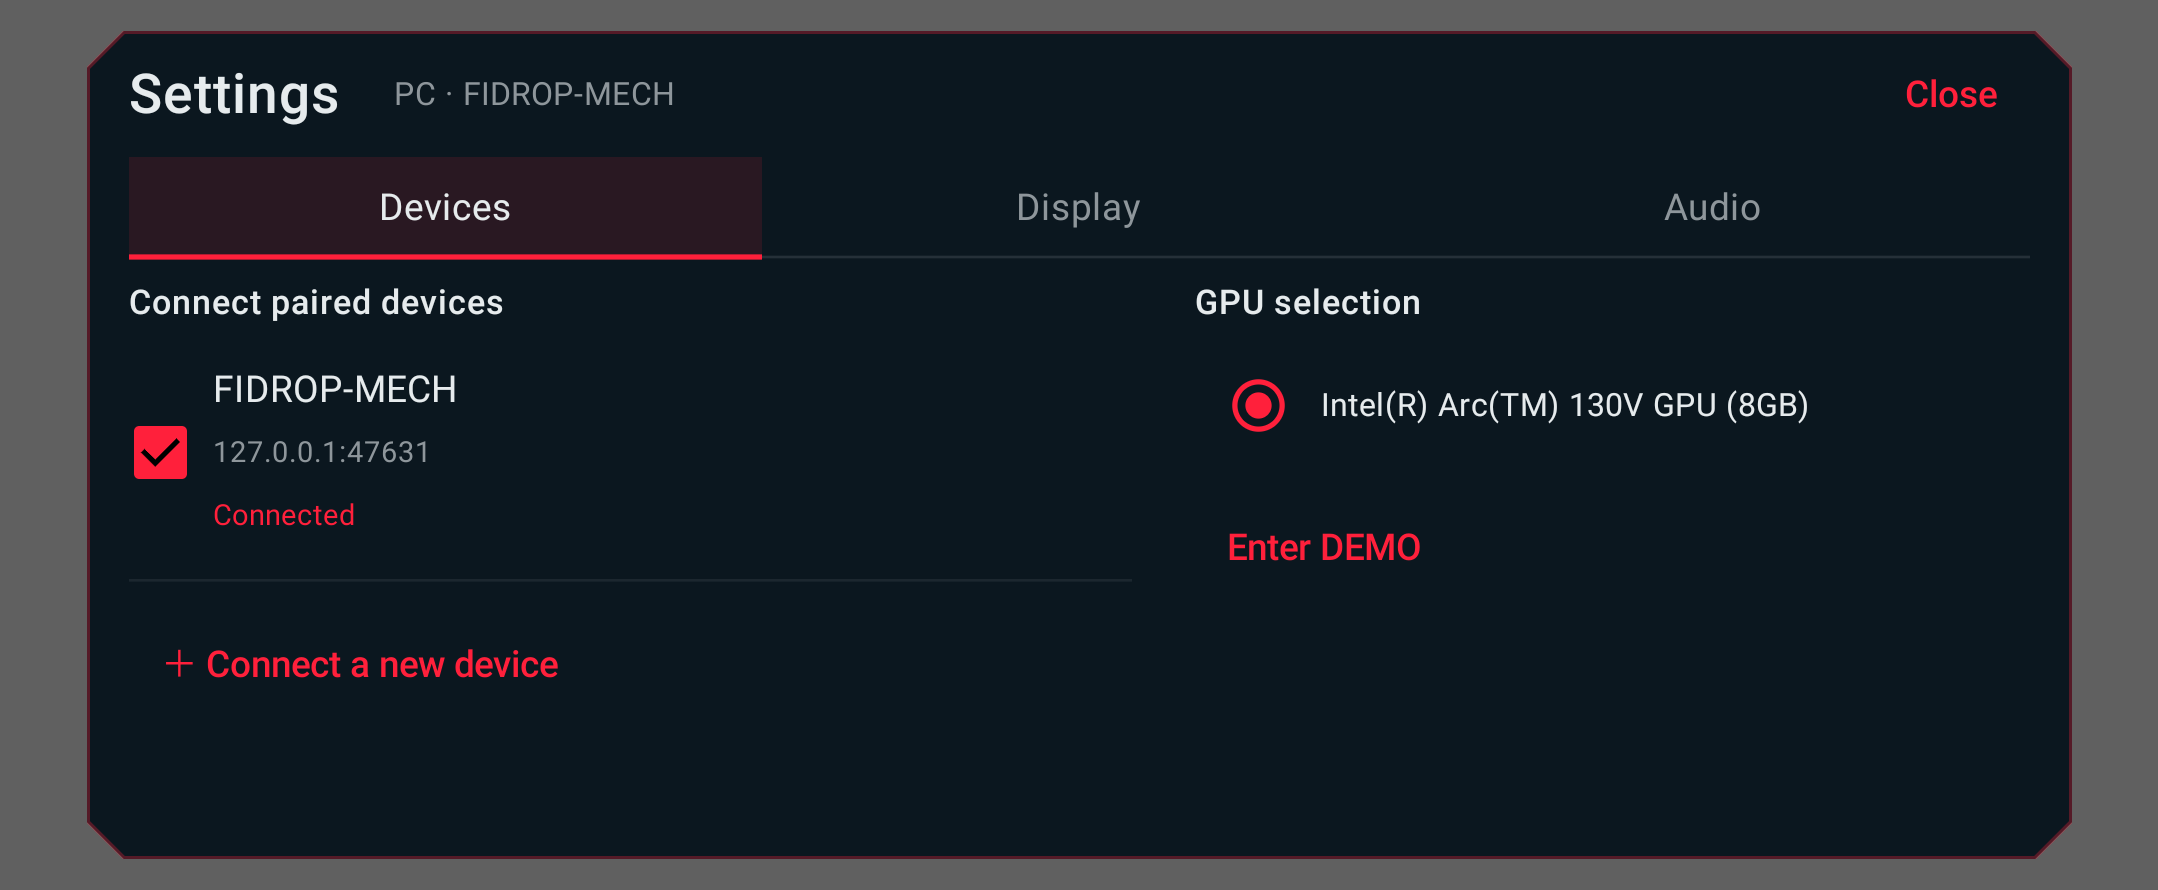 Settings
PC · FIDROP-MECH
Close
Devices
Display
Audio
Connect paired devices
FIDROP-MECH
127.0.0.1:47631
Connected
+ Connect a new device
GPU selection
Intel(R) Arc(TM) 130V GPU (8GB)
Enter DEMO